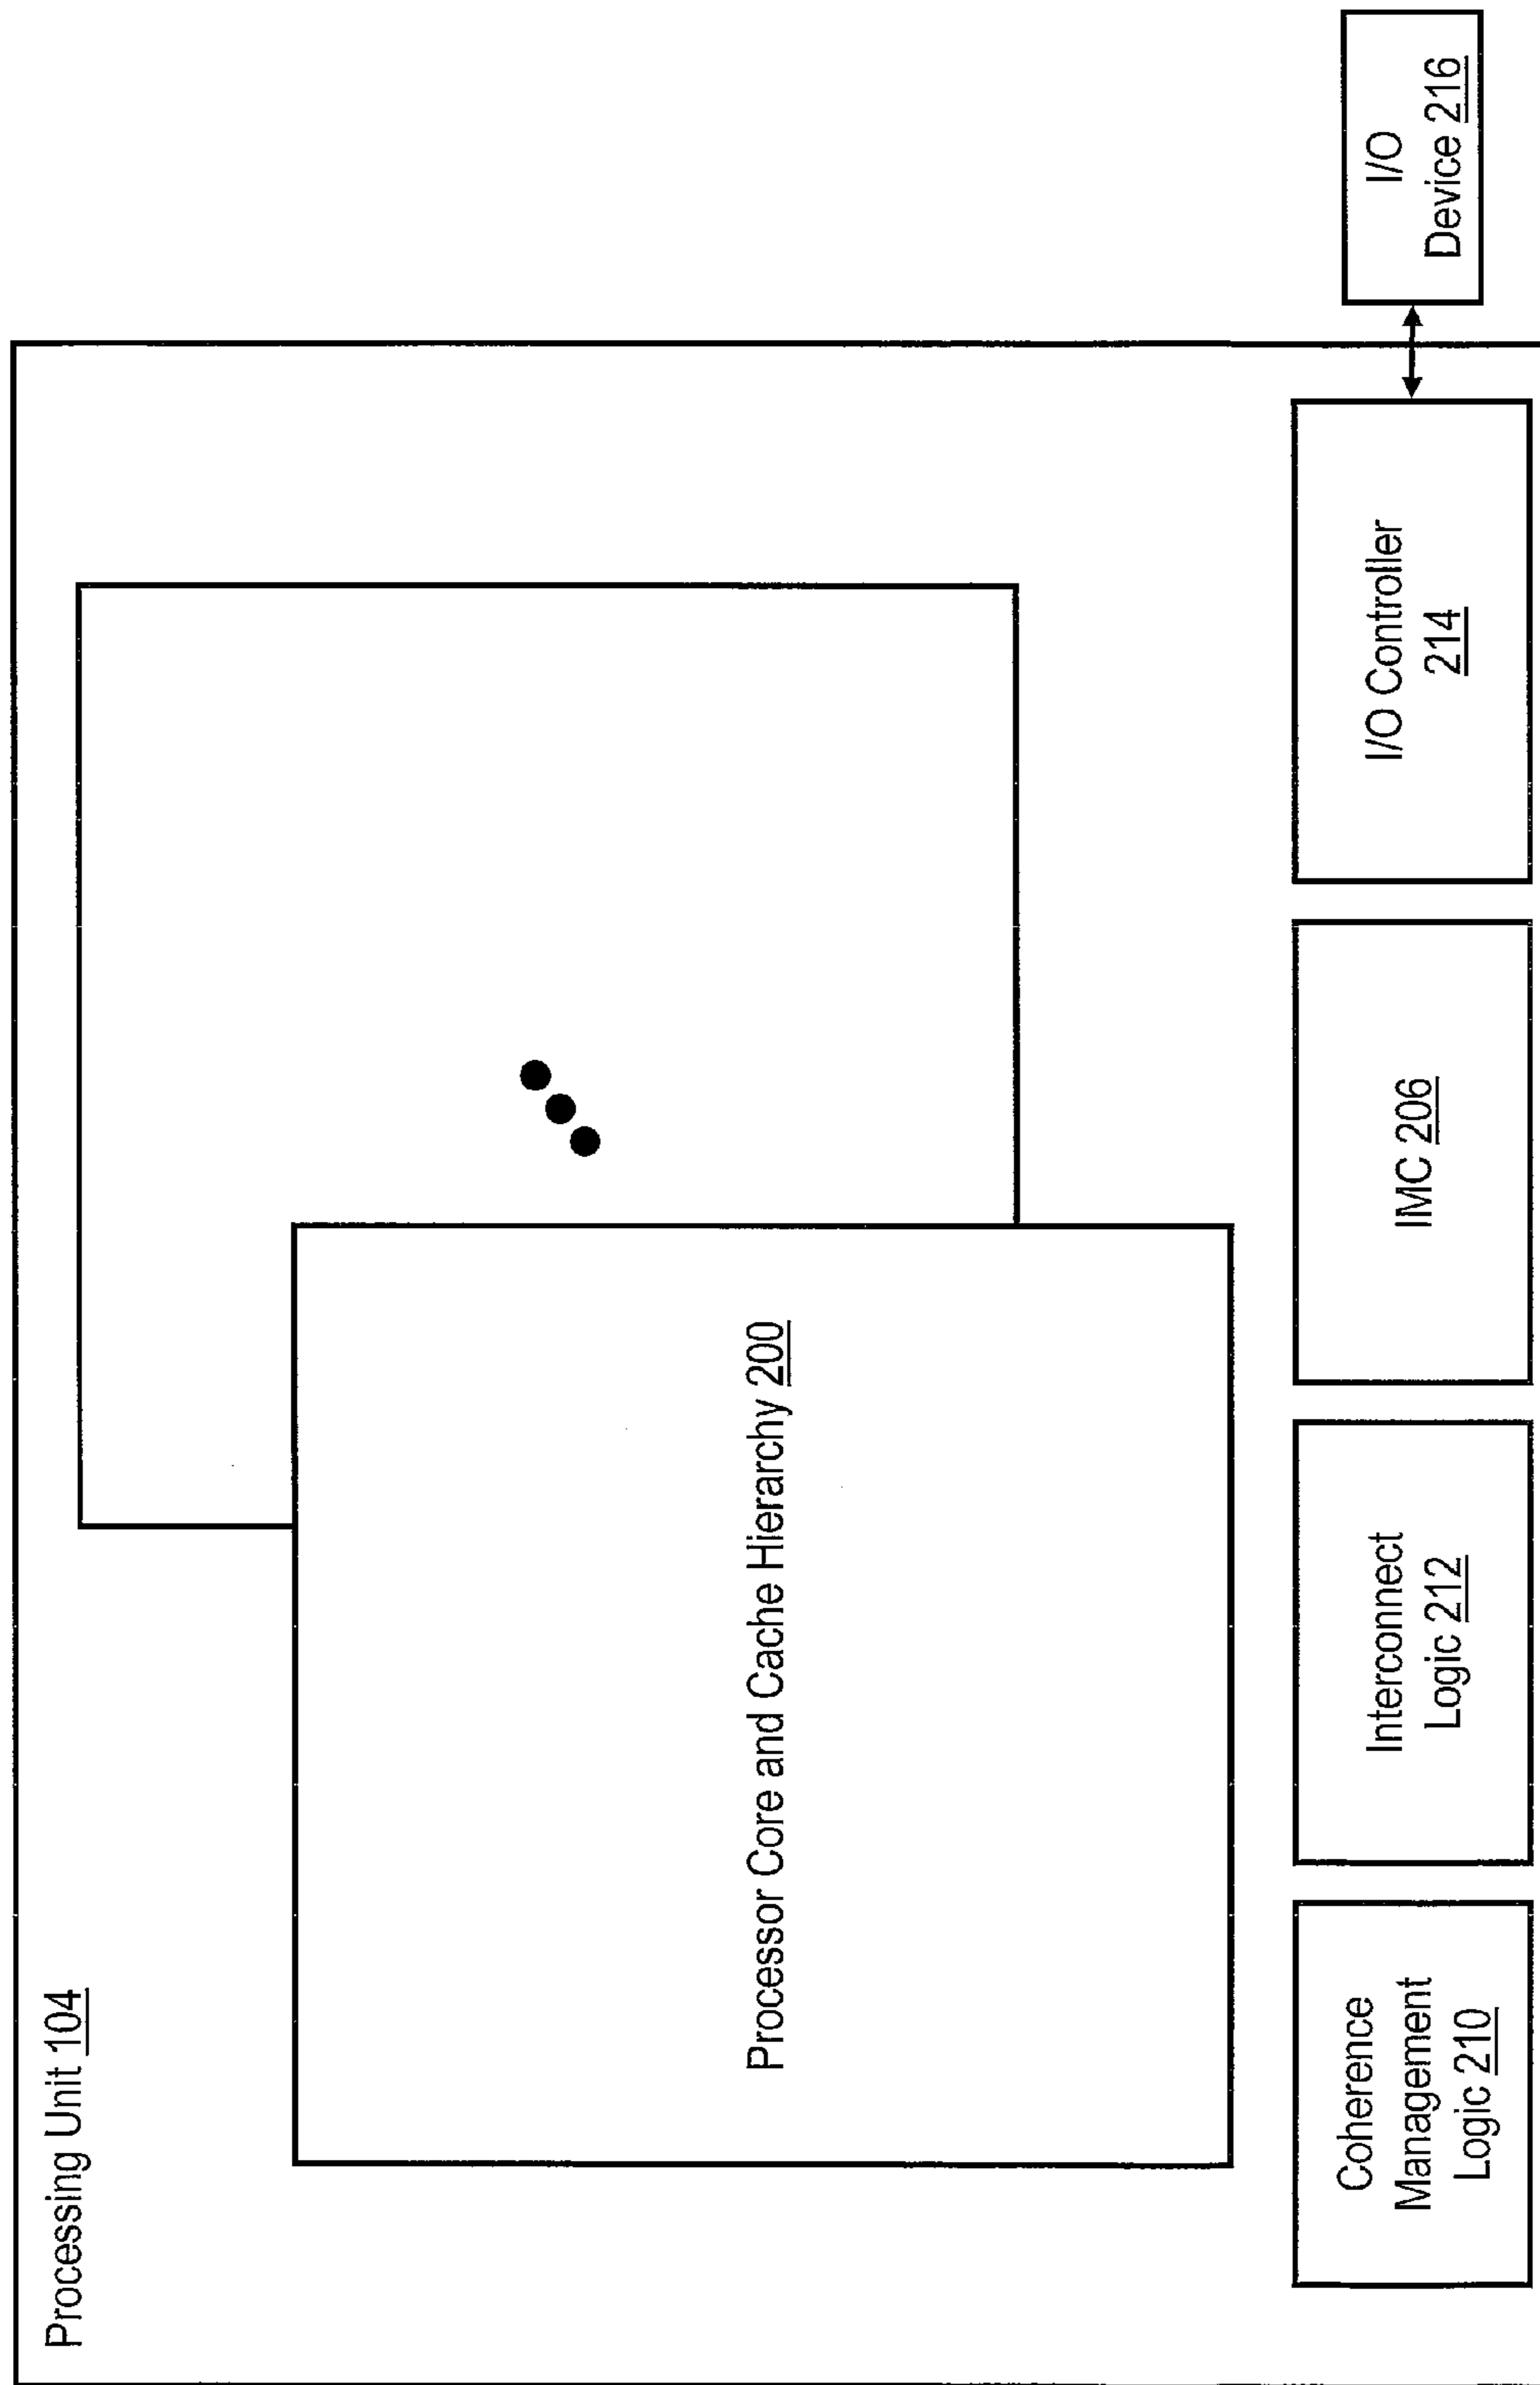 Processing Unit 104
Processor Core and Cache Hierarchy 200
Coherence
Management
Logic 210
Interconnect
Logic 212
IMC 206
I/O Controller
214
I/O
Device 216